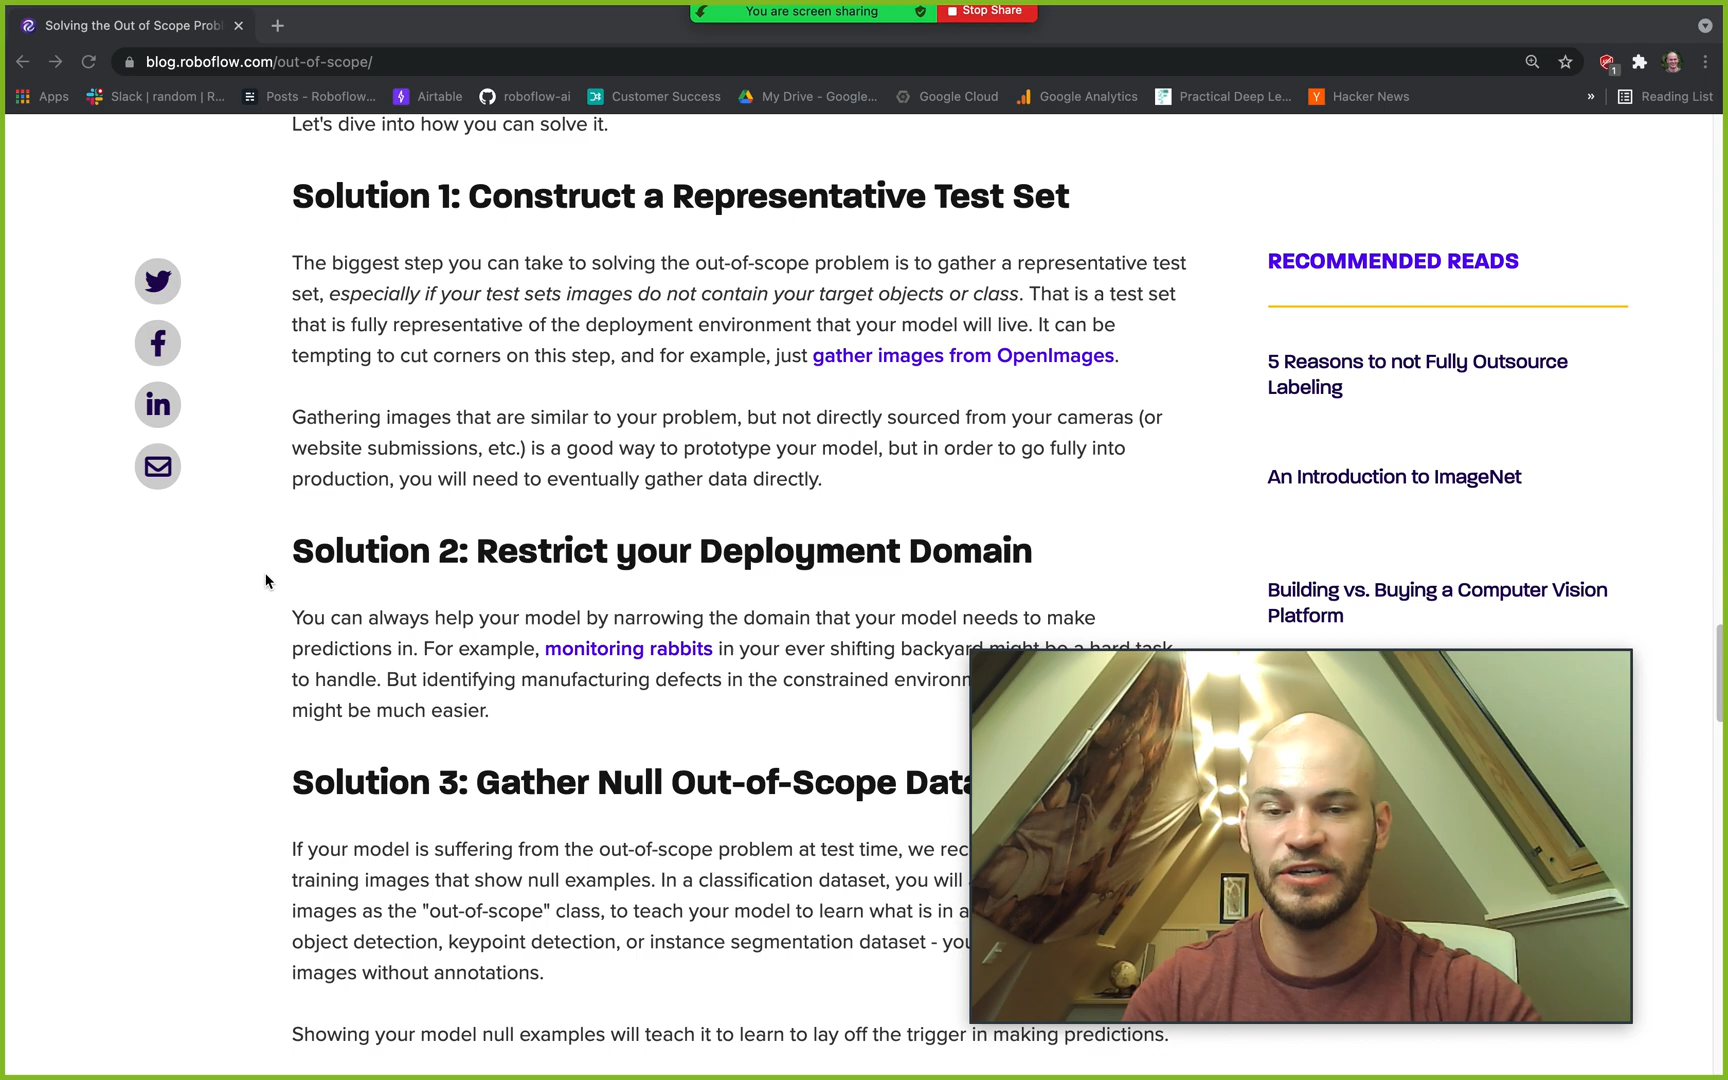 Solving the Out of Scope Prob
You are screen sharing
Stop Share
blog.roboflow.com/out-of-scope/
1
Apps
Slack | random | R...
Posts - Roboflow...
Airtable
roboflow-ai
Customer Success
My Drive - Google...
Google Cloud
Google Analytics
Practical Deep Le...
Hacker News
»
Reading List
Let's dive into how you can solve it.
Solution 1: Construct a Representative Test Set
The biggest step you can take to solving the out-of-scope problem is to gather a representative test
set, especially if your test sets images do not contain your target objects or class. That is a test set
that is fully representative of the deployment environment that your model will live. It can be
tempting to cut corners on this step, and for example, just gather images from OpenImages.
Gathering images that are similar to your problem, but not directly sourced from your cameras (or
website submissions, etc.) is a good way to prototype your model, but in order to go fully into
production, you will need to eventually gather data directly.
Solution 2: Restrict your Deployment Domain
You can always help your model by narrowing the domain that your model needs to make
predictions in. For example, monitoring rabbits in your ever shifting backyard might be a hard task
to handle. But identifying manufacturing defects in the constrained
might be much easier.
Solution 3: Gather Null Out-of-Scope Data
If your model is suffering from the out-of-scope problem at test time, we
training images that show null examples. In a classification dataset, you will
images as the "out-of-scope" class, to teach your model to learn what is in
object detection, keypoint detection, or instance segmentation dataset -
images without annotations.
Showing your model null examples will teach it to learn to lay off the trigger in making predictions.
RECOMMENDED READS
5 Reasons to not Fully Outsource
Labeling
An Introduction to ImageNet
Building vs. Buying a Computer Vision
Platform